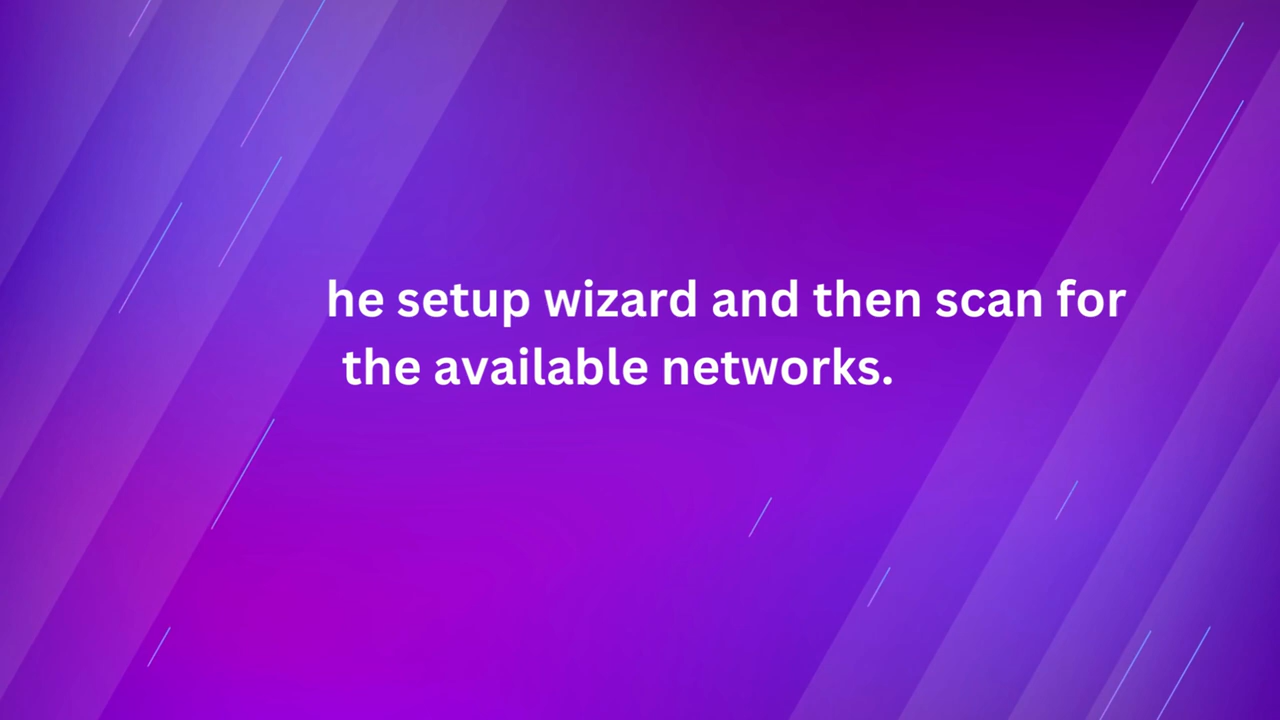 he setup wizard and then scan for
the available networks.